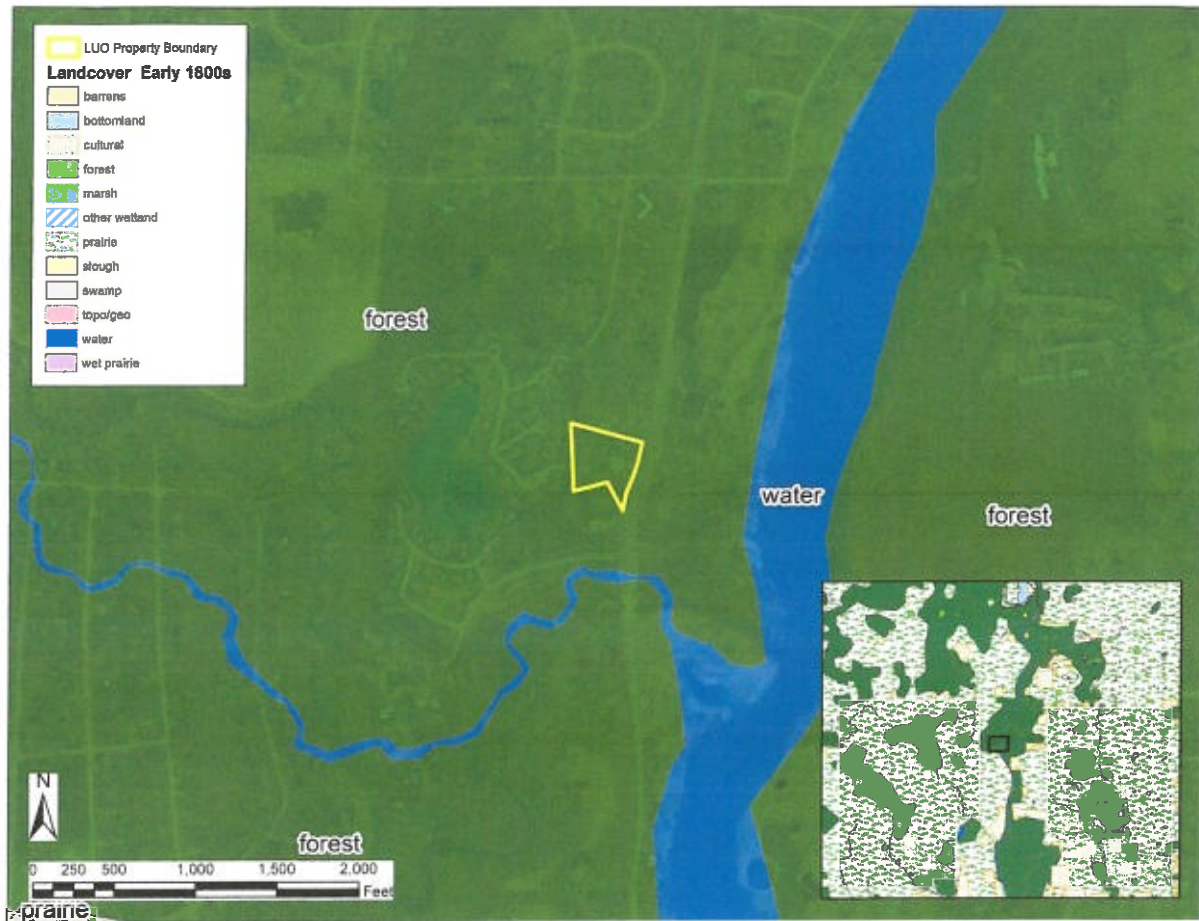 LUO Property Boundary
Landcover Early 1800s
barrens
bottomland
cultural
forest
marsh
other wetland
prairie
slough
swamp
topo/geo
water
wet prairie
forest
water
forest
N
forest
0 250 500 1,000 1,500 2,000
Feet
prairie